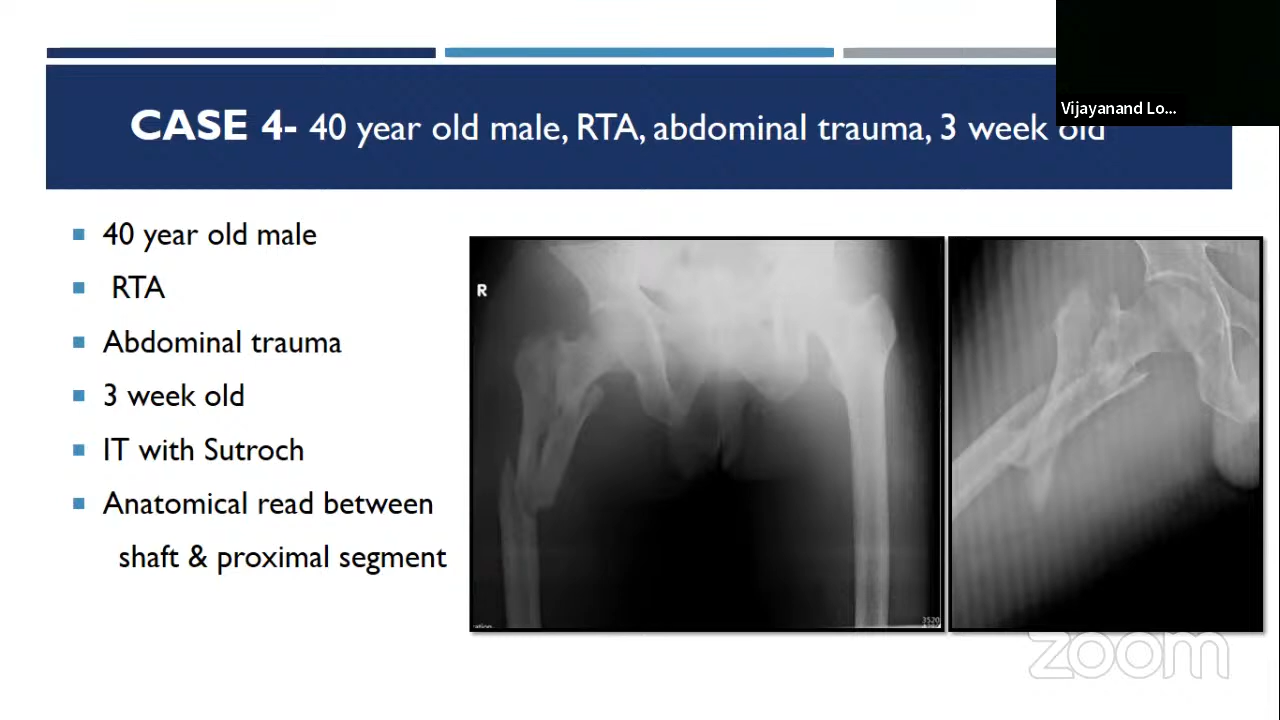 Vijayanand Lo...
CASE 4- 40 year old male, RTA, abdominal trauma, 3 week old
40 year old male
RTA
Abdominal trauma
3 week old
IT with Sutroch
Anatomical read between
shaft & proximal segment
R
3520
zoom